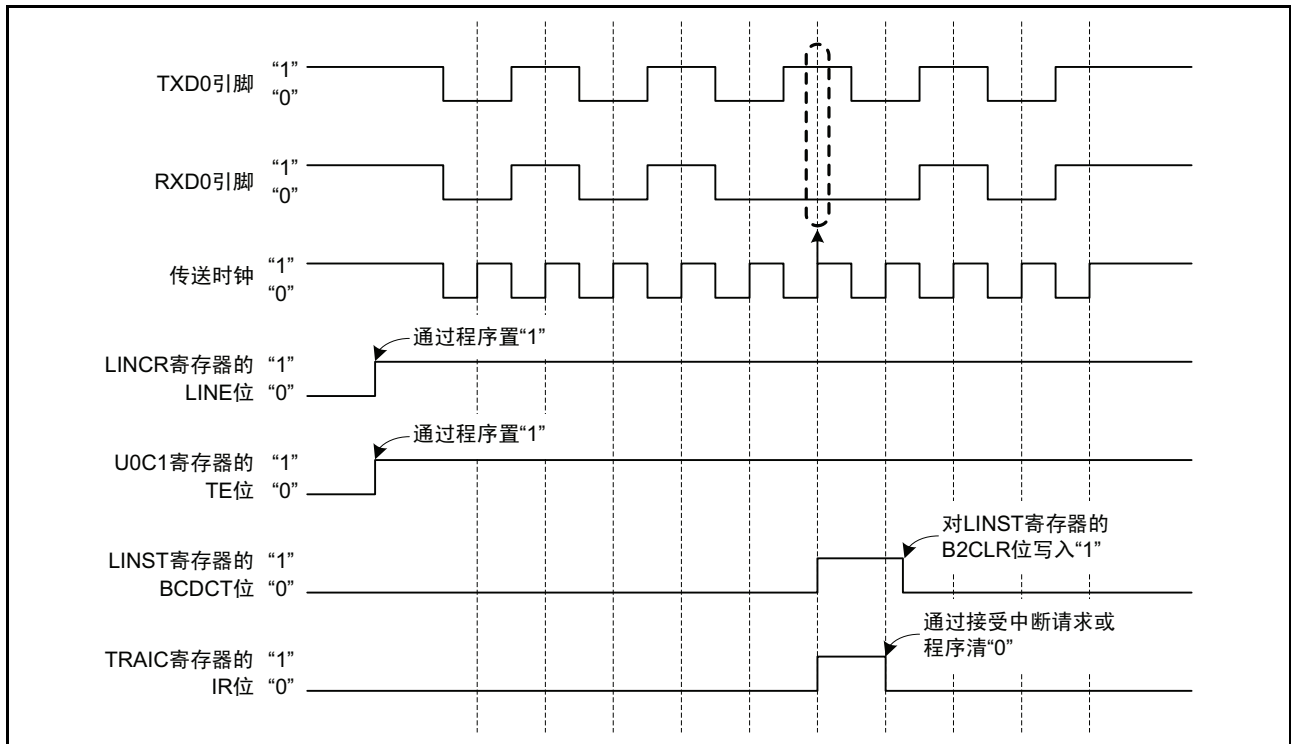 TXD0引脚 “1”
“0”
RXD0引脚 “1”
“0”
传送时钟 “1”
“0”
通过程序置“1”
LINCR寄存器的 “1”
LINE位 “0”
通过程序置“1”
U0C1寄存器的 “1”
TE位 “0”
对LINST寄存器的
B2CLR位写入“1”
LINST寄存器的 “1”
BCDCT位 “0”
通过接受中断请求或
程序清“0”
TRAIC寄存器的 “1”
IR位 “0”